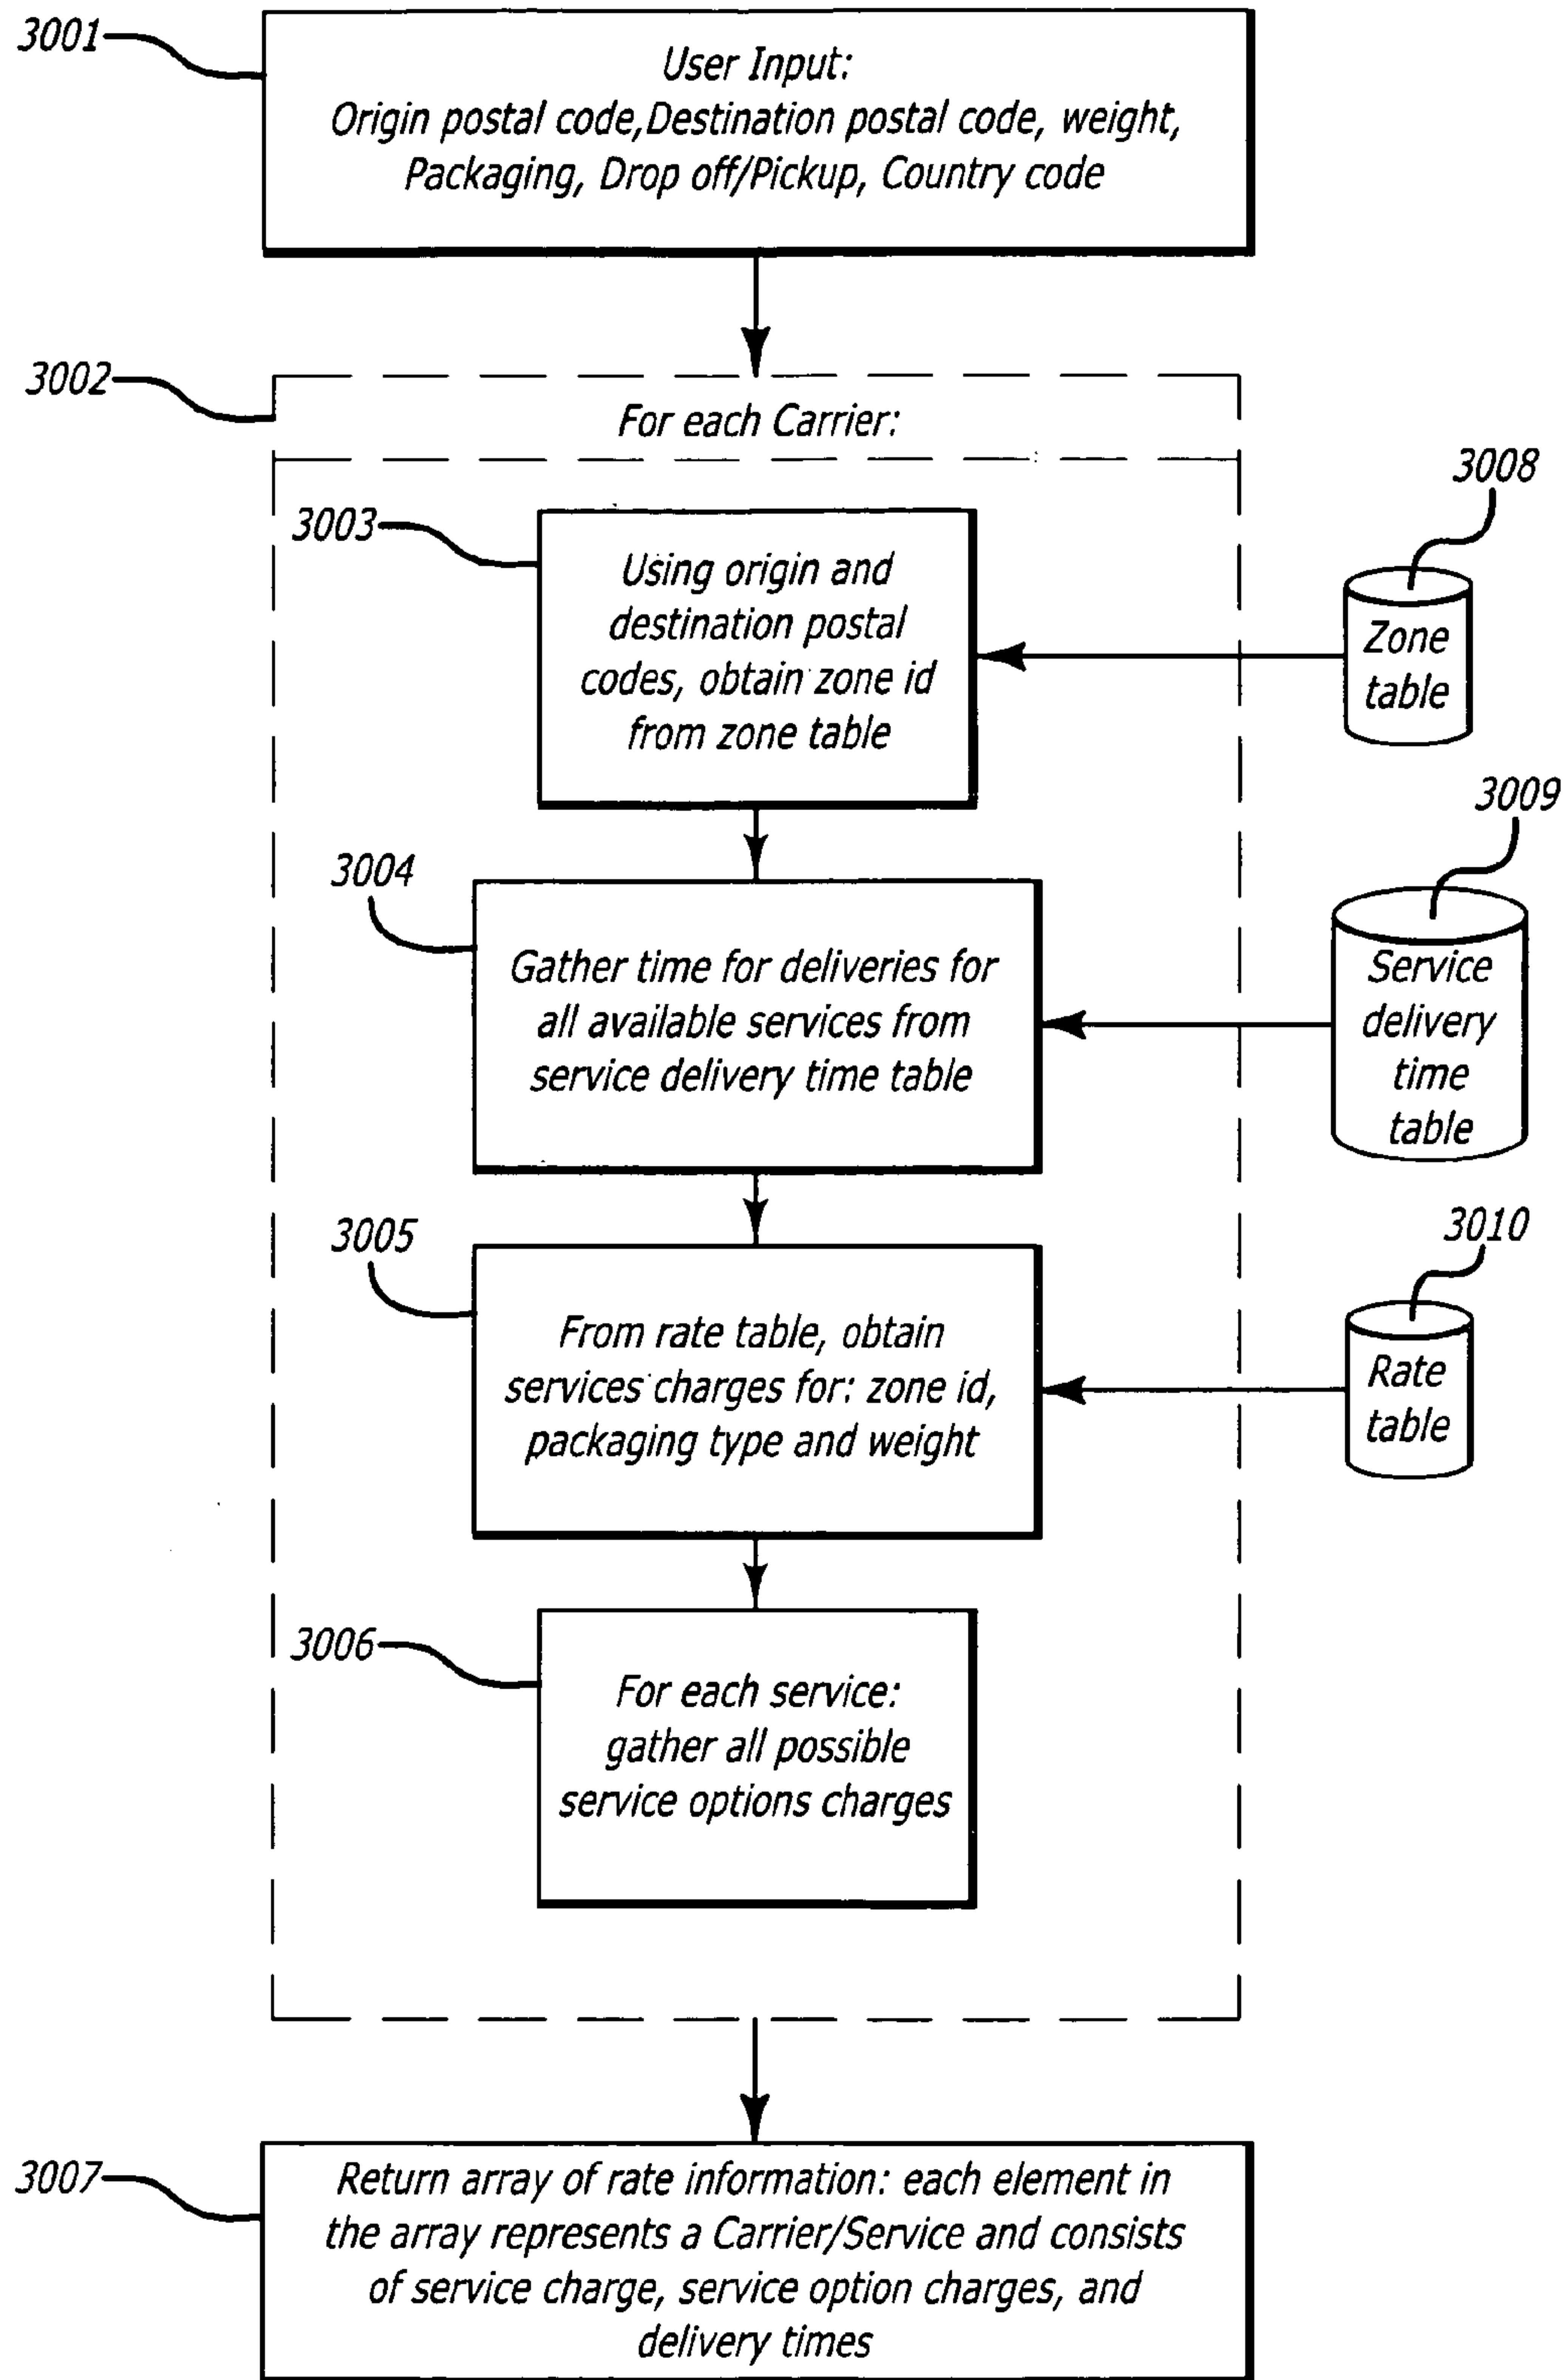 3001
User Input:
Origin postal code,Destination postal code, weight,
Packaging, Drop off/Pickup, Country code
3002
For each Carrier:
3003
Using origin and
destination postal
codes, obtain zone id
from zone table
3008
Zone
table
3004
Gather time for deliveries for
all available services from
service delivery time table
3009
Service
delivery
time
table
3005
From rate table, obtain
services charges for: zone id,
packaging type and weight
3010
Rate
table
3006
For each service:
gather all possible
service options charges
3007
Return array of rate information: each element in
the array represents a Carrier/Service and consists
of service charge, service option charges, and
delivery times